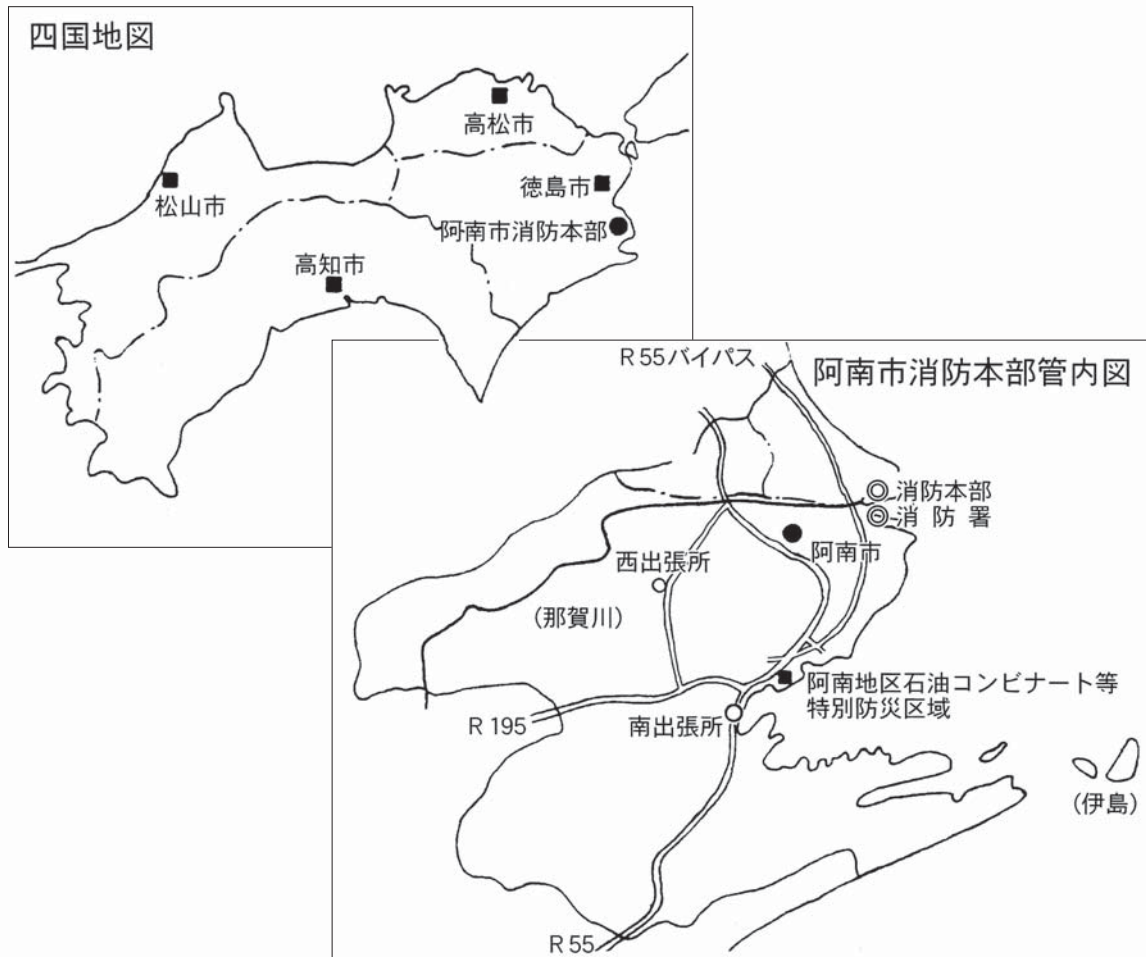 四国地図
高松市
徳島市
松山市
阿南市消防本部
高知市
R 55バイパス
阿南市消防本部管内図
消防本部
消 防 署
阿南市
西出張所
(那賀川)
阿南地区石油コンビナート等
特別防災区域
R 195
南出張所
(伊島)
R 55